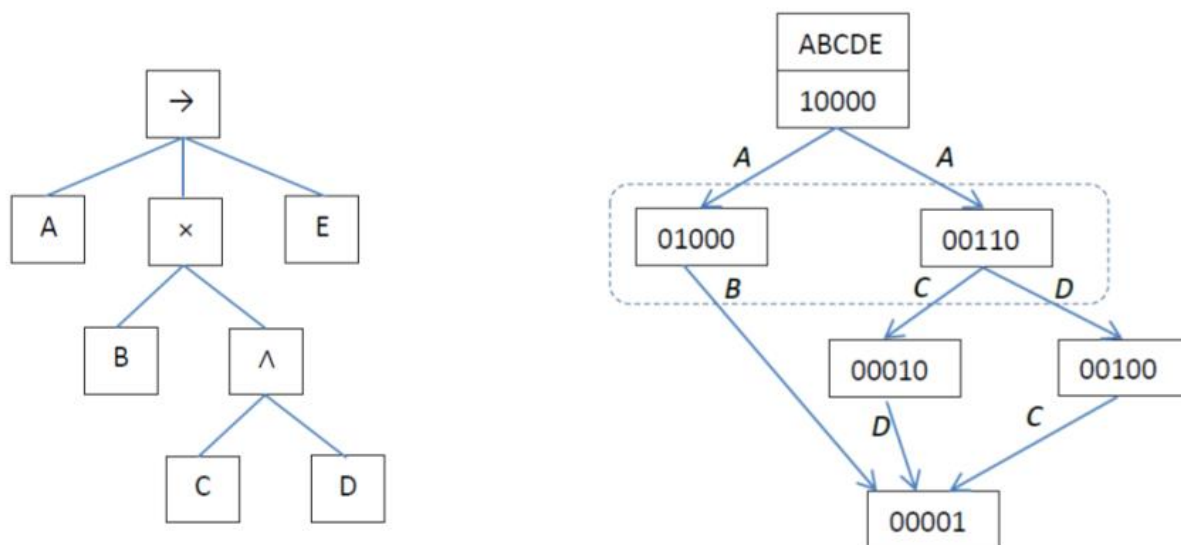 →
A × E
B ∧
C D
ABCDE
10000
A A
01000 00110
B C D
00010 00100
D C
00001